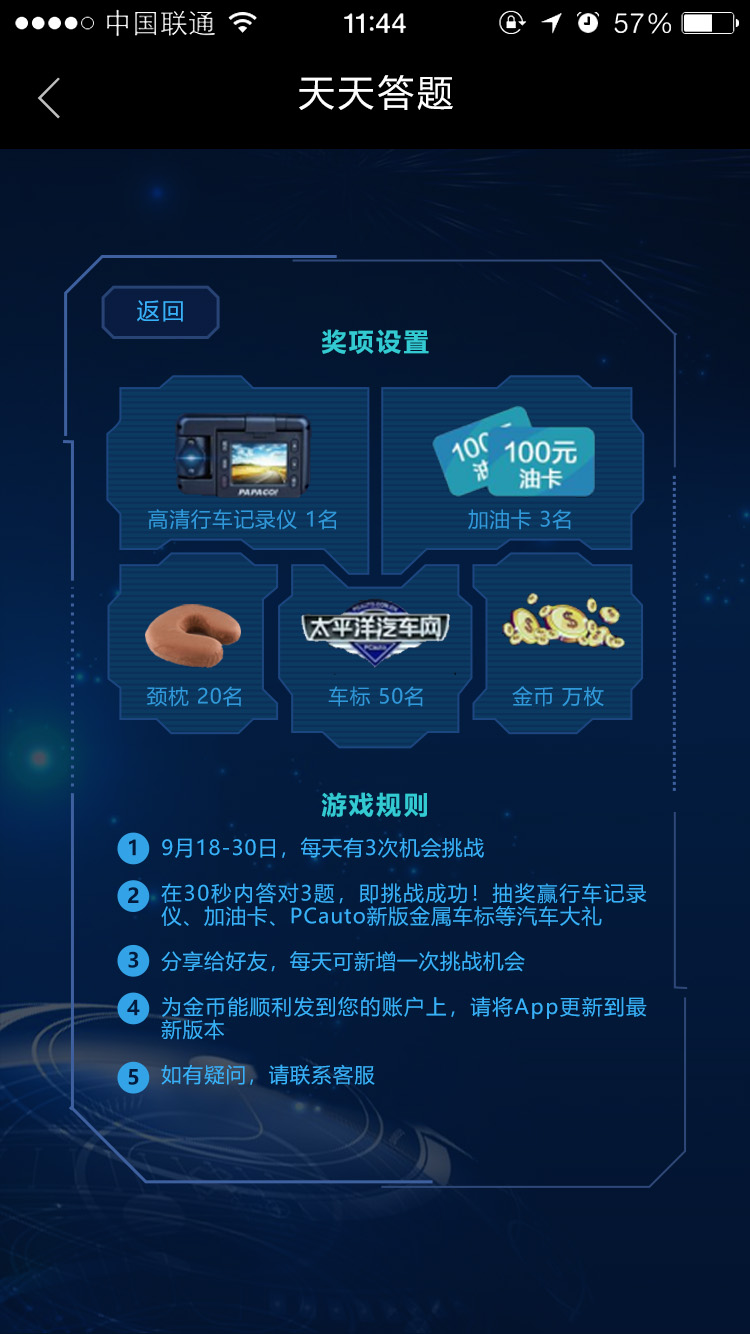 中国联通 11:44 57%
天天答题
返回
奖项设置
PAPAGO!
100元
油卡
高清行车记录仪 1名
加油卡 3名
PCAUTO.COM.CN
太平洋汽车网
PCauto
颈枕 20名
车标 50名
金币 万枚
游戏规则
1 9月18-30日，每天有3次机会挑战
2 在30秒内答对3题，即挑战成功！抽奖赢行车记录
仪、加油卡、PCauto新版金属车标等汽车大礼
3 分享给好友，每天可新增一次挑战机会
4 为金币能顺利发到您的账户上，请将App更新到最
新版本
5 如有疑问，请联系客服